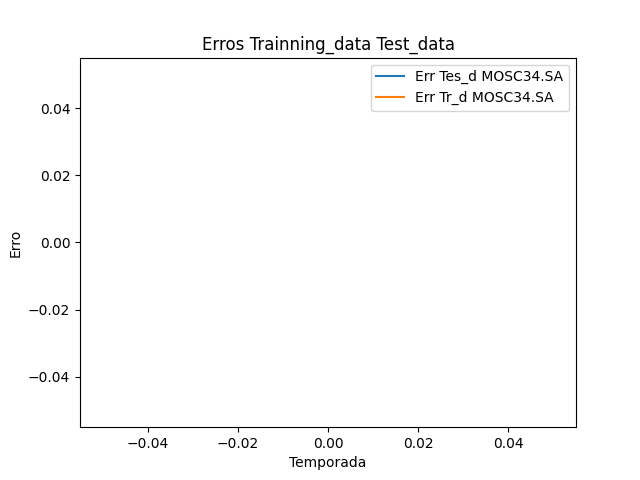 Erros Trainning_data Test_data
Err Tes_d MOSC34.SA
Err Tr_d MOSC34.SA
0.04
0.02
0.00
−0.02
−0.04
Erro
−0.04 −0.02 0.00 0.02 0.04
Temporada